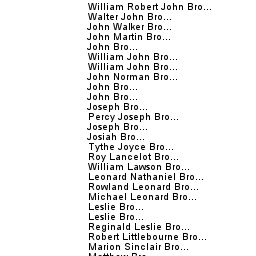 William Robert John Bro...
Walter John Bro...
John Walker Bro...
John Martin Bro...
John Bro...
William John Bro...
William John Bro...
John Norman Bro...
John Bro...
John Bro...
Joseph Bro...
Percy Joseph Bro...
Joseph Bro...
Josiah Bro...
Tythe Joyce Bro...
Roy Lancelot Bro...
William Lawson Bro...
Leonard Nathaniel Bro...
Rowland Leonard Bro...
Michael Leonard Bro...
Leslie Bro...
Leslie Bro...
Reginald Leslie Bro...
Robert Littlebourne Bro...
Marion Sinclair Bro...